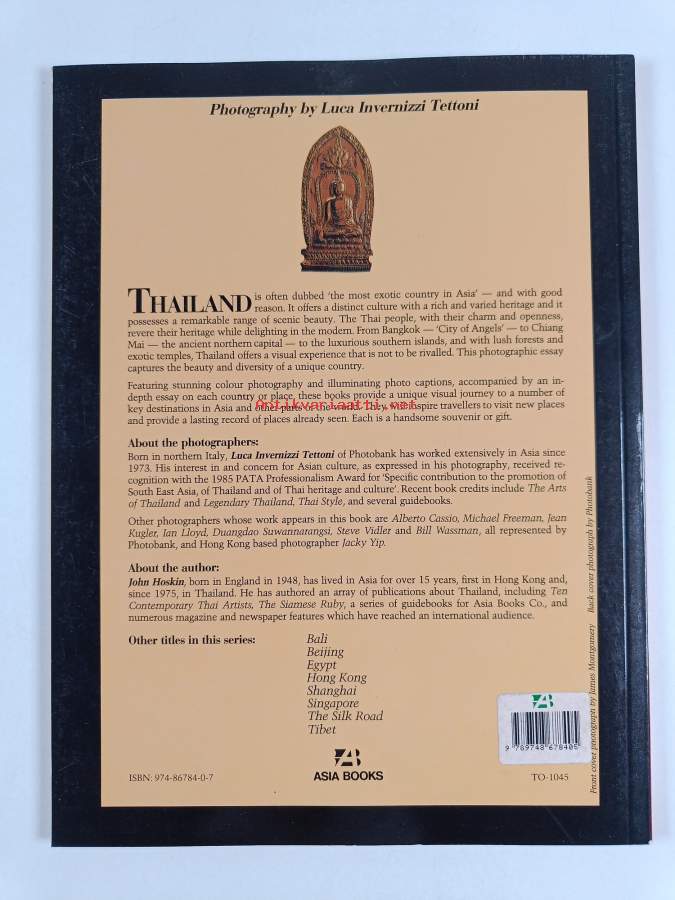 Photography by Luca Invernizzi Tettoni
THAILAND is often dubbed 'the most exotic country in Asia' — and with good
reason. It offers a distinct culture with a rich and varied heritage and it
possesses a remarkable range of scenic beauty. The Thai people, with their charm and openness,
revere their heritage while delighting in the modern. From Bangkok — 'City of Angels' — to Chiang
Mai — the ancient northern capital — to the luxurious southern islands, and with lush forests and
exotic temples, Thailand offers a visual experience that is not to be rivalled. This photographic essay
captures the beauty and diversity of a unique country.
Featuring stunning colour photography and illuminating photo captions, accompanied by an in-
depth essay on each country or place, these books provide a unique visual journey to a number of
key destinations in Asia and other parts of the world. They will inspire travellers to visit new places
Antikvariaatti.net
and provide a lasting record of places already seen. Each is a handsome souvenir or gift.
About the photographers:
Born in northern Italy, Luca Invernizzi Tettoni of Photobank has worked extensively in Asia since
1973. His interest in and concern for Asian culture, as expressed in his photography, received re-
cognition with the 1985 PATA Professionalism Award for 'Specific contribution to the promotion of
South East Asia, of Thailand and of Thai heritage and culture'. Recent book credits include The Arts
of Thailand and Legendary Thailand, Thai Style, and several guidebooks.
Other photographers whose work appears in this book are Alberto Cassio, Michael Freeman, Jean
Kugler, Ian Lloyd, Duangdao Suwannarangsi, Steve Vidler and Bill Wassman, all represented by
Photobank, and Hong Kong based photographer Jacky Yip.
About the author:
John Hoskin, born in England in 1948, has lived in Asia for over 15 years, first in Hong Kong and,
since 1975, in Thailand. He has authored an array of publications about Thailand, including Ten
Contemporary Thai Artists, The Siamese Ruby, a series of guidebooks for Asia Books Co., and
numerous magazine and newspaper features which have reached an international audience.
Other titles in this series:
Bali
Beijing
Egypt
Hong Kong
Shanghai
Singapore
The Silk Road
Tibet
AB
ASIA BOOKS
ISBN: 974-86784-0-7
TO-1045
AB
9 789748 678405
Front cover photograph by James Montgomery Back cover photograph by Photobank